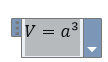 V = a³